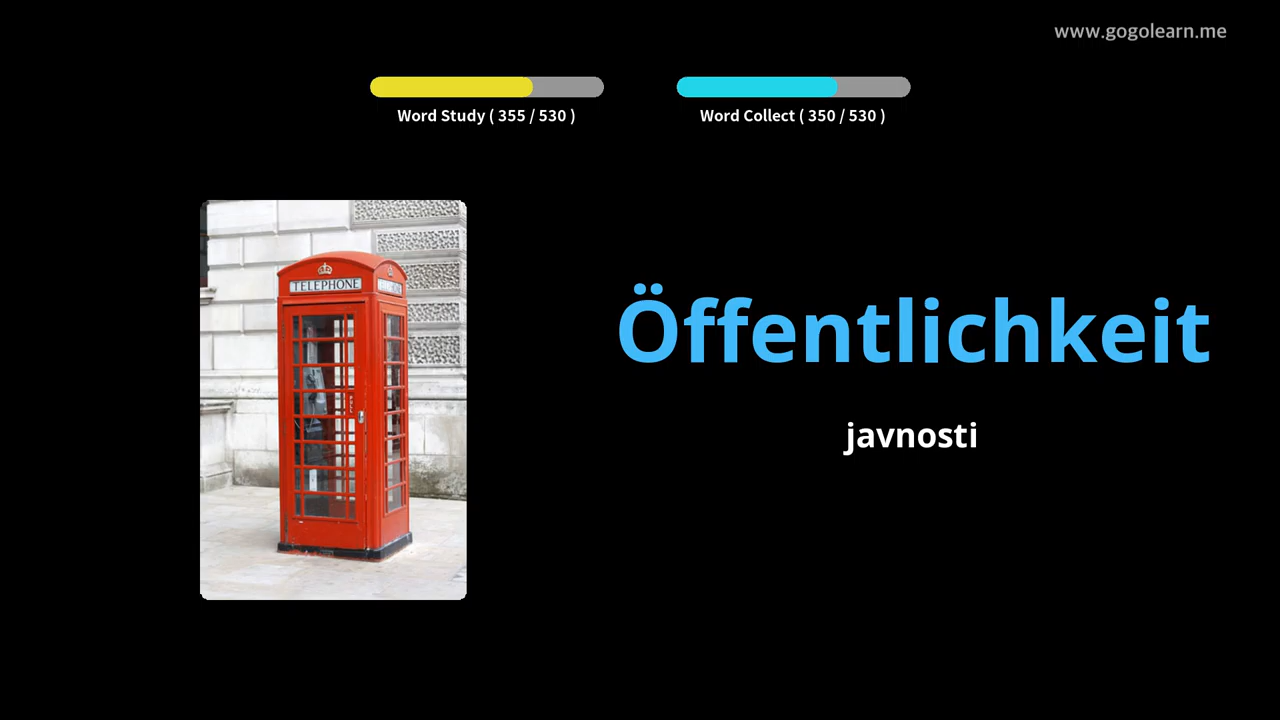 www.gogolearn.me
Word Study ( 355 / 530 )
Word Collect ( 350 / 530 )
TELEPHONE
Öffentlichkeit
javnosti